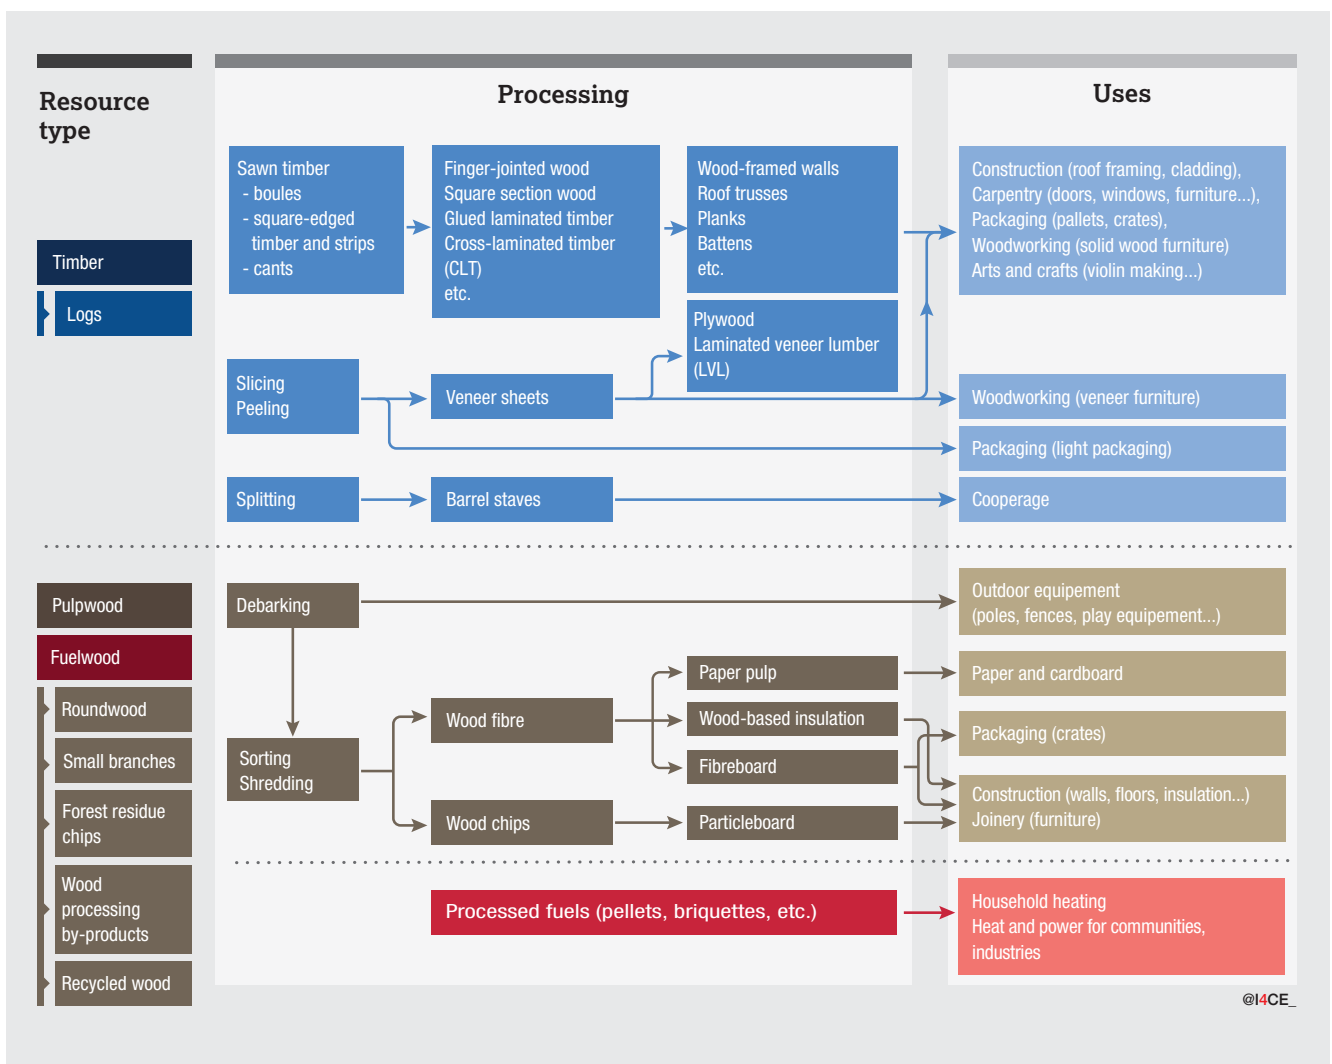 Resource
type
Processing
Uses
Timber
Logs
Sawn timber
- boules
- square-edged
timber and strips
- cants
Finger-jointed wood
Square section wood
Glued laminated timber
Cross-laminated timber
(CLT)
etc.
Wood-framed walls
Roof trusses
Planks
Battens
etc.
Construction (roof framing, cladding),
Carpentry (doors, windows, furniture...),
Packaging (pallets, crates),
Woodworking (solid wood furniture)
Arts and crafts (violin making...)
Plywood
Laminated veneer lumber
(LVL)
Slicing
Peeling
Veneer sheets
Woodworking (veneer furniture)
Packaging (light packaging)
Splitting
Barrel staves
Cooperage
Pulpwood
Fuelwood
Roundwood
Small branches
Forest residue
chips
Wood
processing
by-products
Recycled wood
Debarking
Outdoor equipement
(poles, fences, play equipement...)
Sorting
Shredding
Wood fibre
Wood chips
Paper pulp
Wood-based insulation
Fibreboard
Particleboard
Paper and cardboard
Packaging (crates)
Construction (walls, floors, insulation...)
Joinery (furniture)
Processed fuels (pellets, briquettes, etc.)
Household heating
Heat and power for communities,
industries
@I4CE_